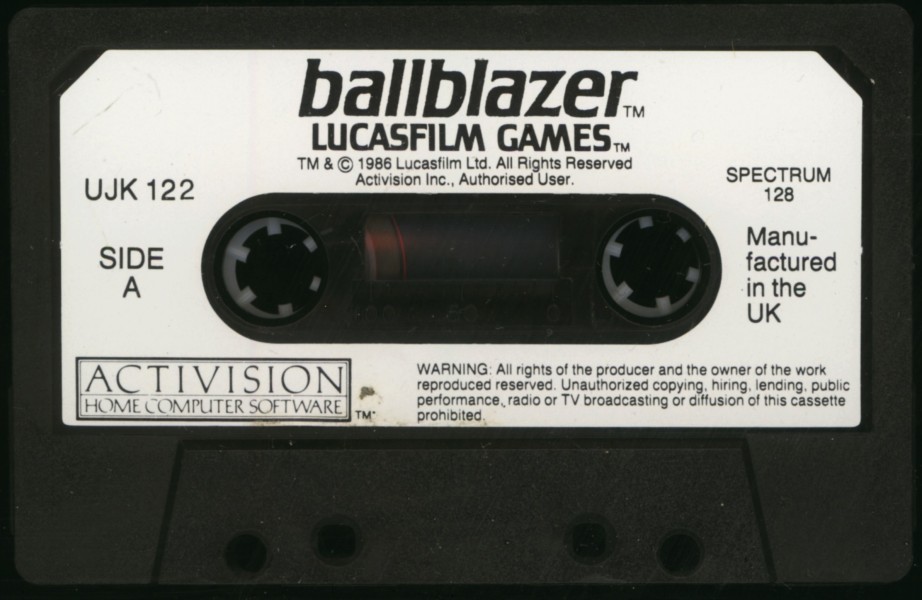 ballblazer™
LUCASFILM GAMES™
TM & © 1986 Lucasfilm Ltd. All Rights Reserved
Activision Inc., Authorised User.
UJK 122
SIDE
A
SPECTRUM
128
Manu-
factured
in the
UK
ACTIVISION
HOME COMPUTER SOFTWARE™
WARNING: All rights of the producer and the owner of the work
reproduced reserved. Unauthorized copying, hiring, lending, public
performance, radio or TV broadcasting or diffusion of this cassette
prohibited.